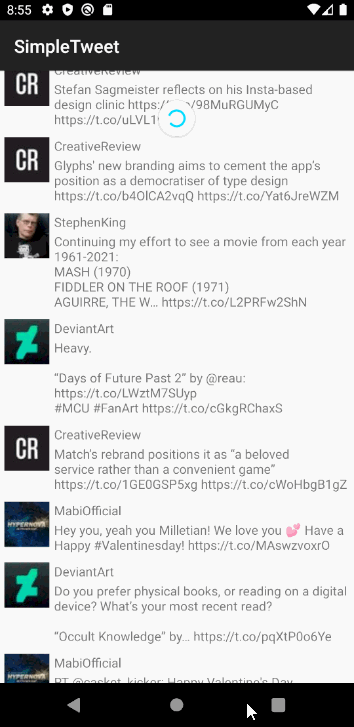 8:55
SimpleTweet
CreativeReview
CR
Stefan Sagmeister reflects on his Insta-based
design clinic https://t.co/98MuRGUMyC
CreativeReview
CR
Glyphs' new branding aims to cement the app's
position as a democratiser of type design
https://t.co/b4OlCA2vqQ https://t.co/Yat6JreWZM
StephenKing
Continuing my effort to see a movie from each year
1961-2021:
MASH (1970)
FIDDLER ON THE ROOF (1971)
AGUIRRE, THE W… https://t.co/L2PRFw2ShN
DeviantArt
Heavy.
“Days of Future Past 2” by @reau:
https://t.co/LWztM7SUyp
#MCU #FanArt https://t.co/cGkgRChaxS
CreativeReview
CR
Match's rebrand positions it as “a beloved
service rather than a convenient game”
https://t.co/1GE0GSP5xg https://t.co/cWoHbgB1gZ
MabiOfficial
HYPERNOVA
Hey you, yeah you Milletian! We love you 💕 Have a
Happy #Valentinesday! https://t.co/MAswzvoxrO
DeviantArt
Do you prefer physical books, or reading on a digital
device? What's your most recent read?
“Occult Knowledge” by… https://t.co/pqXtP0o6Ye
MabiOfficial
HYPERNOVA
RT @casket_kicker: Happy Valentine's Day